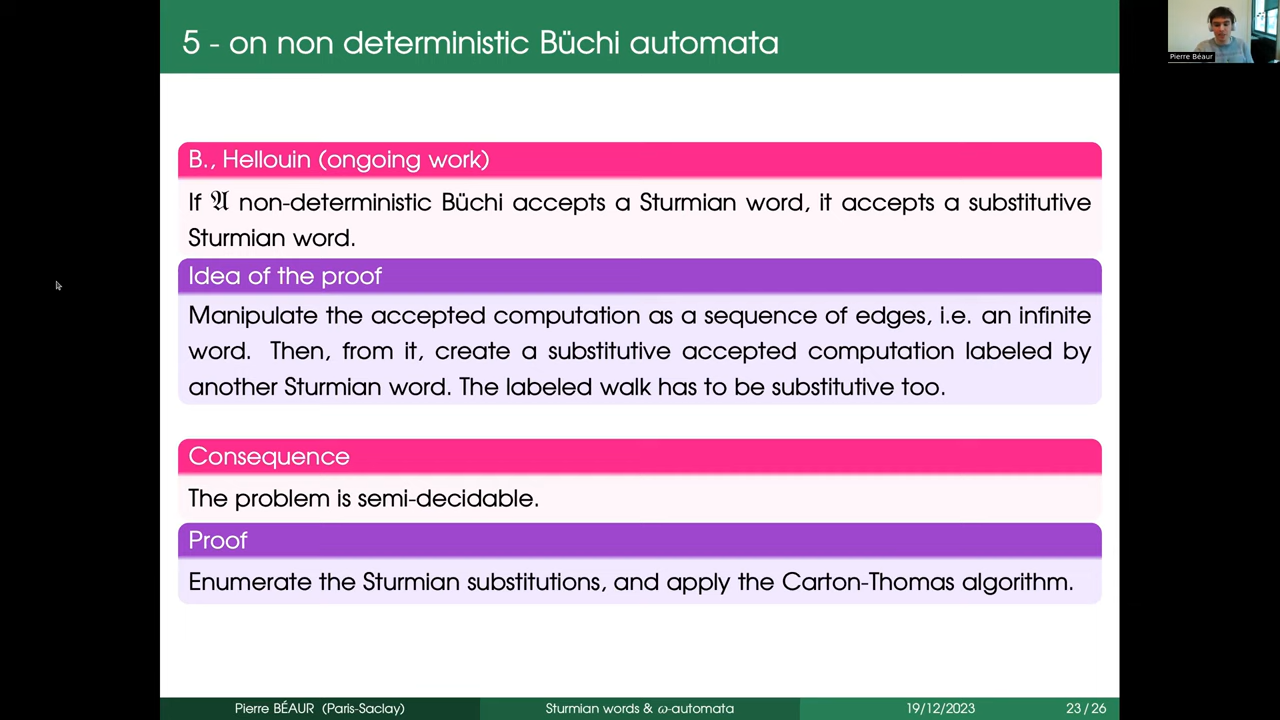 5 - on non deterministic Büchi automata
Pierre Béaur
B., Hellouin (ongoing work)
If 𝔄 non-deterministic Büchi accepts a Sturmian word, it accepts a substitutive
Sturmian word.
Idea of the proof
Manipulate the accepted computation as a sequence of edges, i.e. an infinite
word. Then, from it, create a substitutive accepted computation labeled by
another Sturmian word. The labeled walk has to be substitutive too.
Consequence
The problem is semi-decidable.
Proof
Enumerate the Sturmian substitutions, and apply the Carton-Thomas algorithm.
Pierre BÉAUR (Paris-Saclay) Sturmian words & ω-automata 19/12/2023 23 / 26